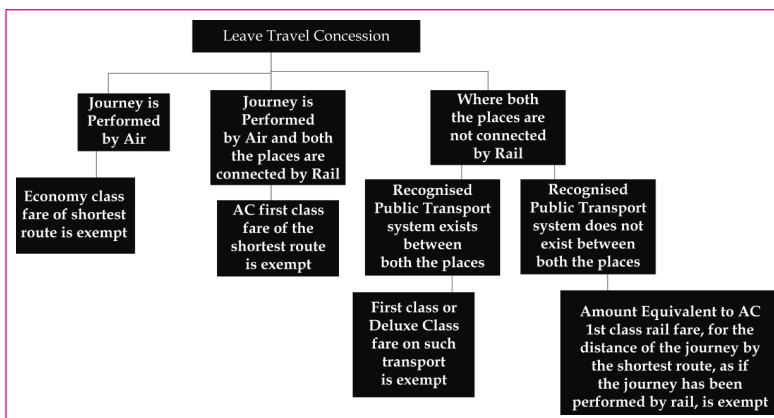 Leave Travel Concession
Journey is
Performed
by Air
Journey is
Performed
by Air and both
the places are
connected by Rail
Where both
the places are
not connected
by Rail
Economy class
fare of shortest
route is exempt
AC first class
fare of the
shortest route
is exempt
Recognised
Public Transport
system exists
between
both the places
Recognised
Public Transport
system does not
exist between
both the places
First class or
Deluxe Class
fare on such
transport
is exempt
Amount Equivalent to AC
1st class rail fare, for the
distance of the journey by
the shortest route, as if
the journey has been
performed by rail, is exempt